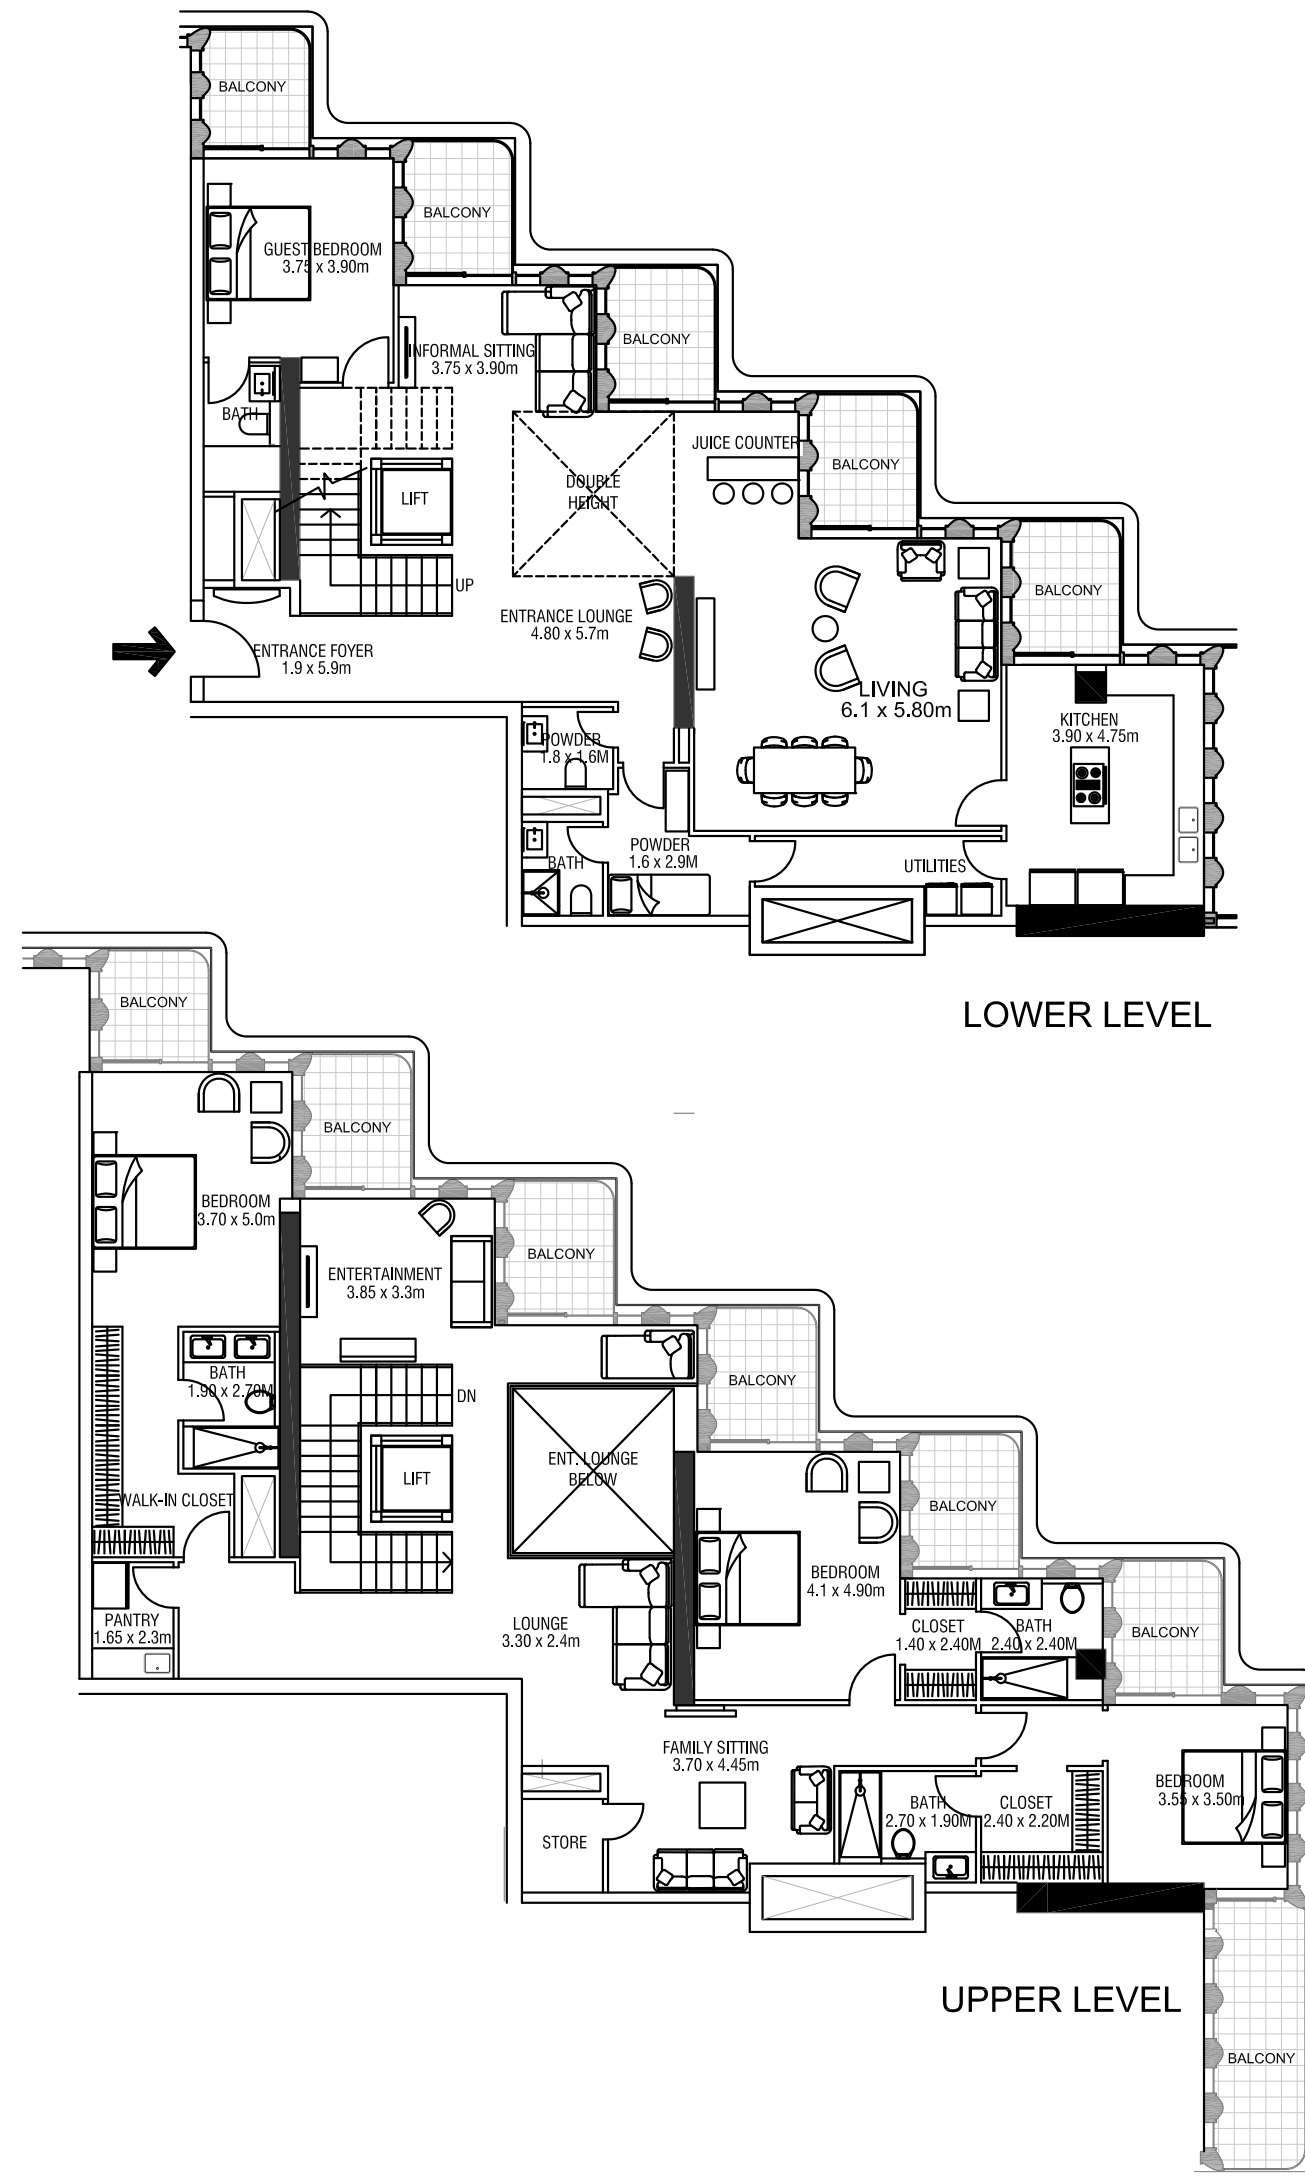 BALCONY
BALCONY
GUEST BEDROOM
3.75 x 3.90m
BALCONY
INFORMAL SITTING
3.75 x 3.90m
BATH
JUICE COUNTER
BALCONY
DOUBLE
HEIGHT
LIFT
UP
BALCONY
ENTRANCE LOUNGE
4.80 x 5.7m
ENTRANCE FOYER
1.9 x 5.9m
LIVING
6.1 x 5.80m
KITCHEN
3.90 x 4.75m
POWDER
1.8 x 1.6M
POWDER
1.6 x 2.9M
BATH
UTILITIES
LOWER LEVEL
BALCONY
BALCONY
BEDROOM
3.70 x 5.0m
BALCONY
ENTERTAINMENT
3.85 x 3.3m
BATH
1.90 x 2.70M
BALCONY
DN
ENT. LOUNGE
BELOW
LIFT
WALK-IN CLOSET
BALCONY
BEDROOM
4.1 x 4.90m
PANTRY
1.65 x 2.3m
LOUNGE
3.30 x 2.4m
CLOSET
1.40 x 2.40M
BATH
2.40 x 2.40M
BALCONY
FAMILY SITTING
3.70 x 4.45m
BEDROOM
3.55 x 3.50m
BATH
2.70 x 1.90M
CLOSET
2.40 x 2.20M
STORE
UPPER LEVEL
BALCONY